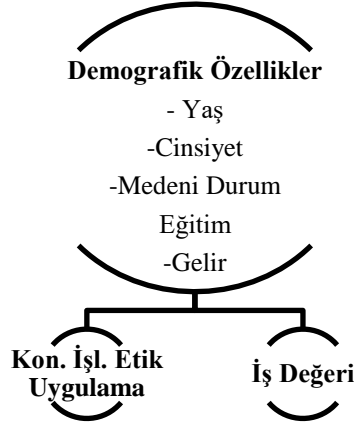 Demografik Özellikler
- Yaş
-Cinsiyet
-Medeni Durum
Eğitim
-Gelir
Kon. İşl. Etik
Uygulama
İş Değeri